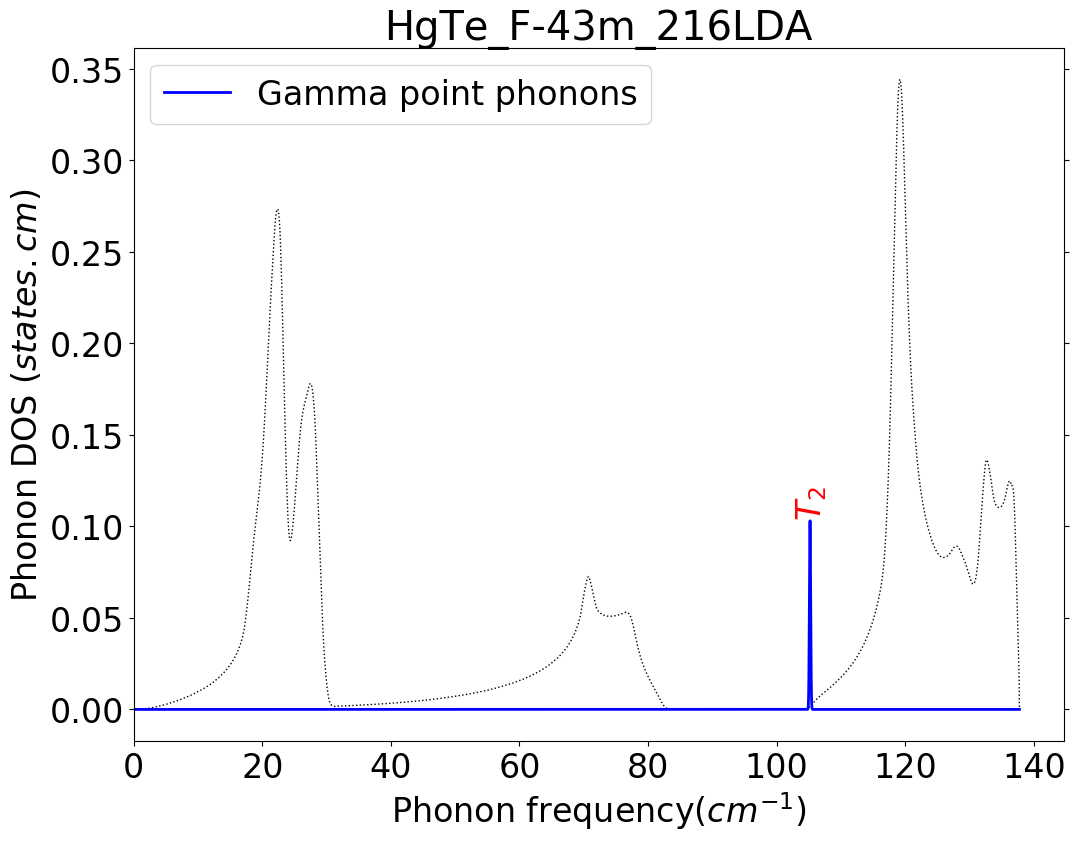 HgTe_F-43m_216LDA
Gamma point phonons
Phonon DOS (states.cm)
0.35
0.30
0.25
0.20
0.15
0.10
0.05
0.00
T₂
0 20 40 60 80 100 120 140
Phonon frequency(cm⁻¹)